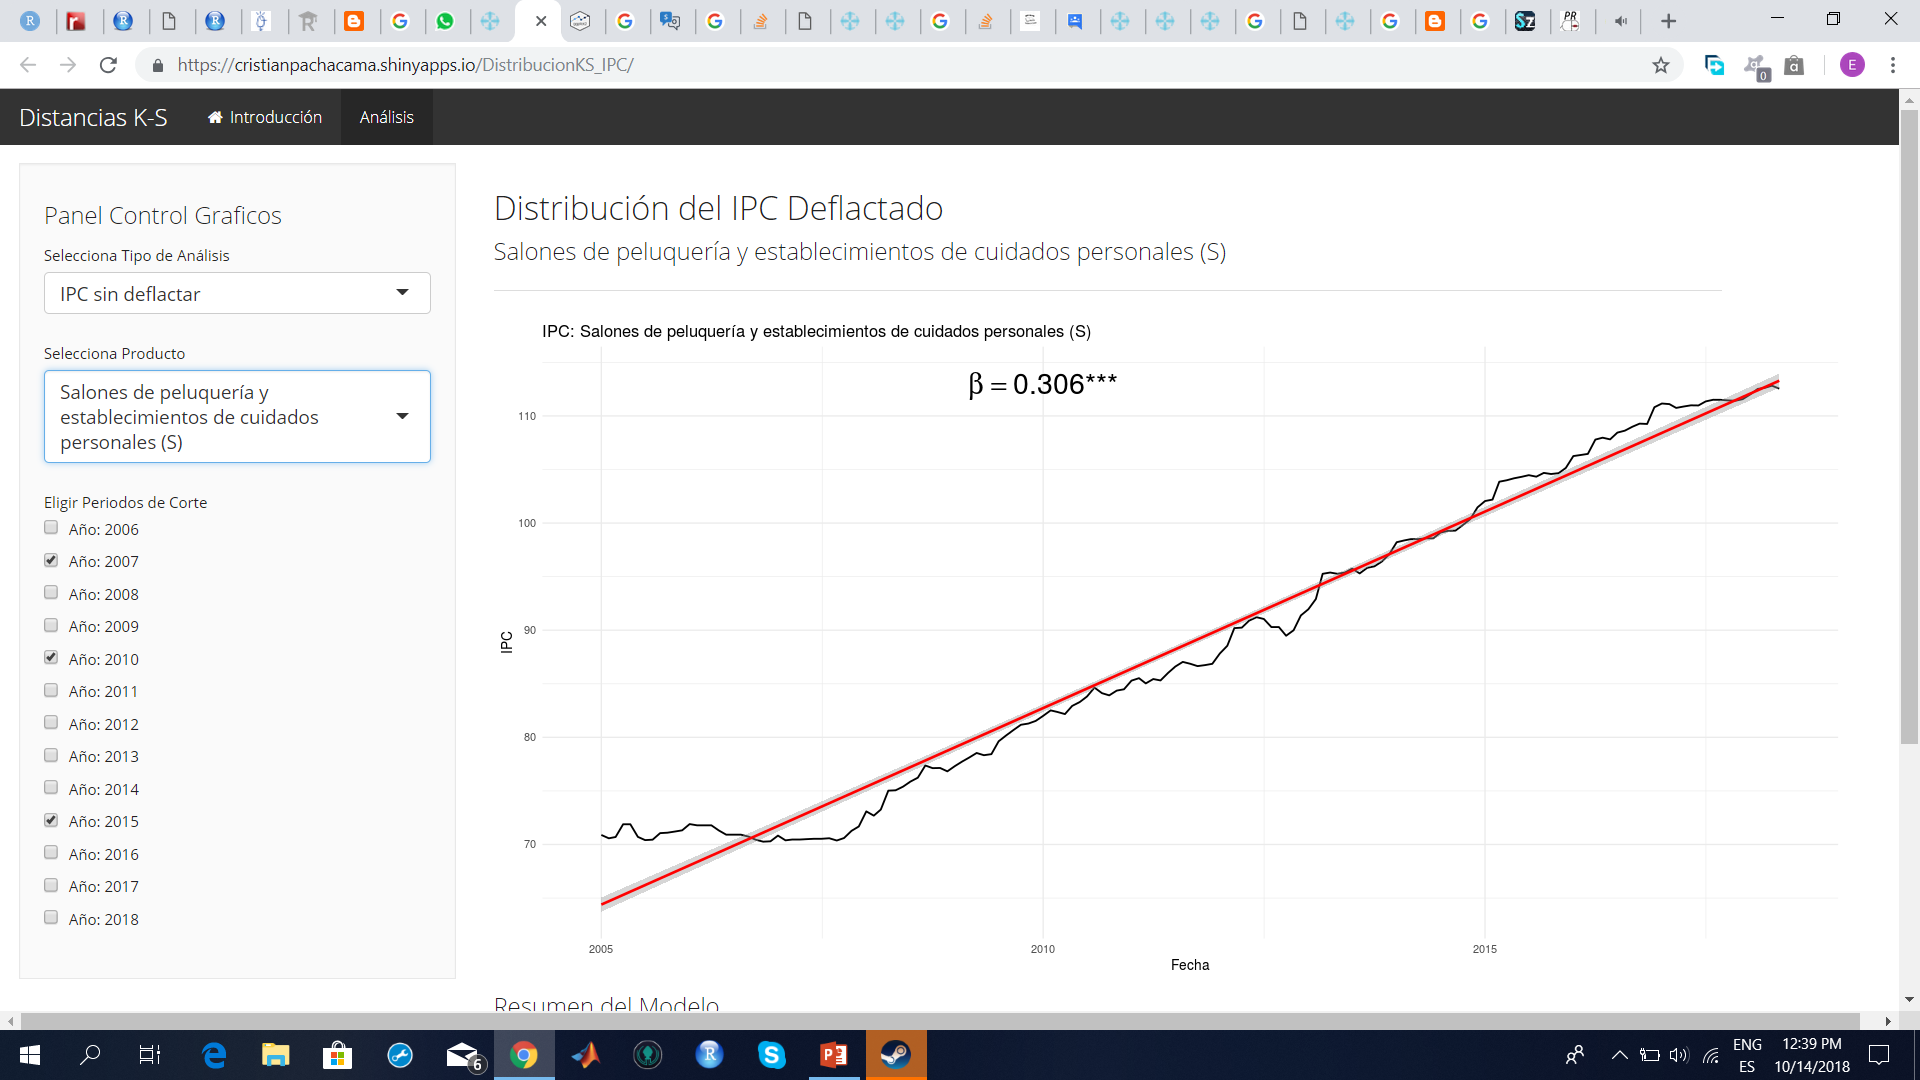 https://cristianpachacama.shinyapps.io/DistribucionKS_IPC/
0
E
Distancias K-S
Introducción
Análisis
Panel Control Graficos
Selecciona Tipo de Análisis
IPC sin deflactar
Selecciona Producto
Salones de peluquería y
establecimientos de cuidados
personales (S)
Eligir Periodos de Corte
Año: 2006
Año: 2007
Año: 2008
Año: 2009
Año: 2010
Año: 2011
Año: 2012
Año: 2013
Año: 2014
Año: 2015
Año: 2016
Año: 2017
Año: 2018
Distribución del IPC Deflactado
Salones de peluquería y establecimientos de cuidados personales (S)
IPC: Salones de peluquería y establecimientos de cuidados personales (S)
β = 0.306***
110
100
90
80
70
IPC
2005
2010
2015
Fecha
Resumen del Modelo
6
ENG
ES
12:39 PM
10/14/2018